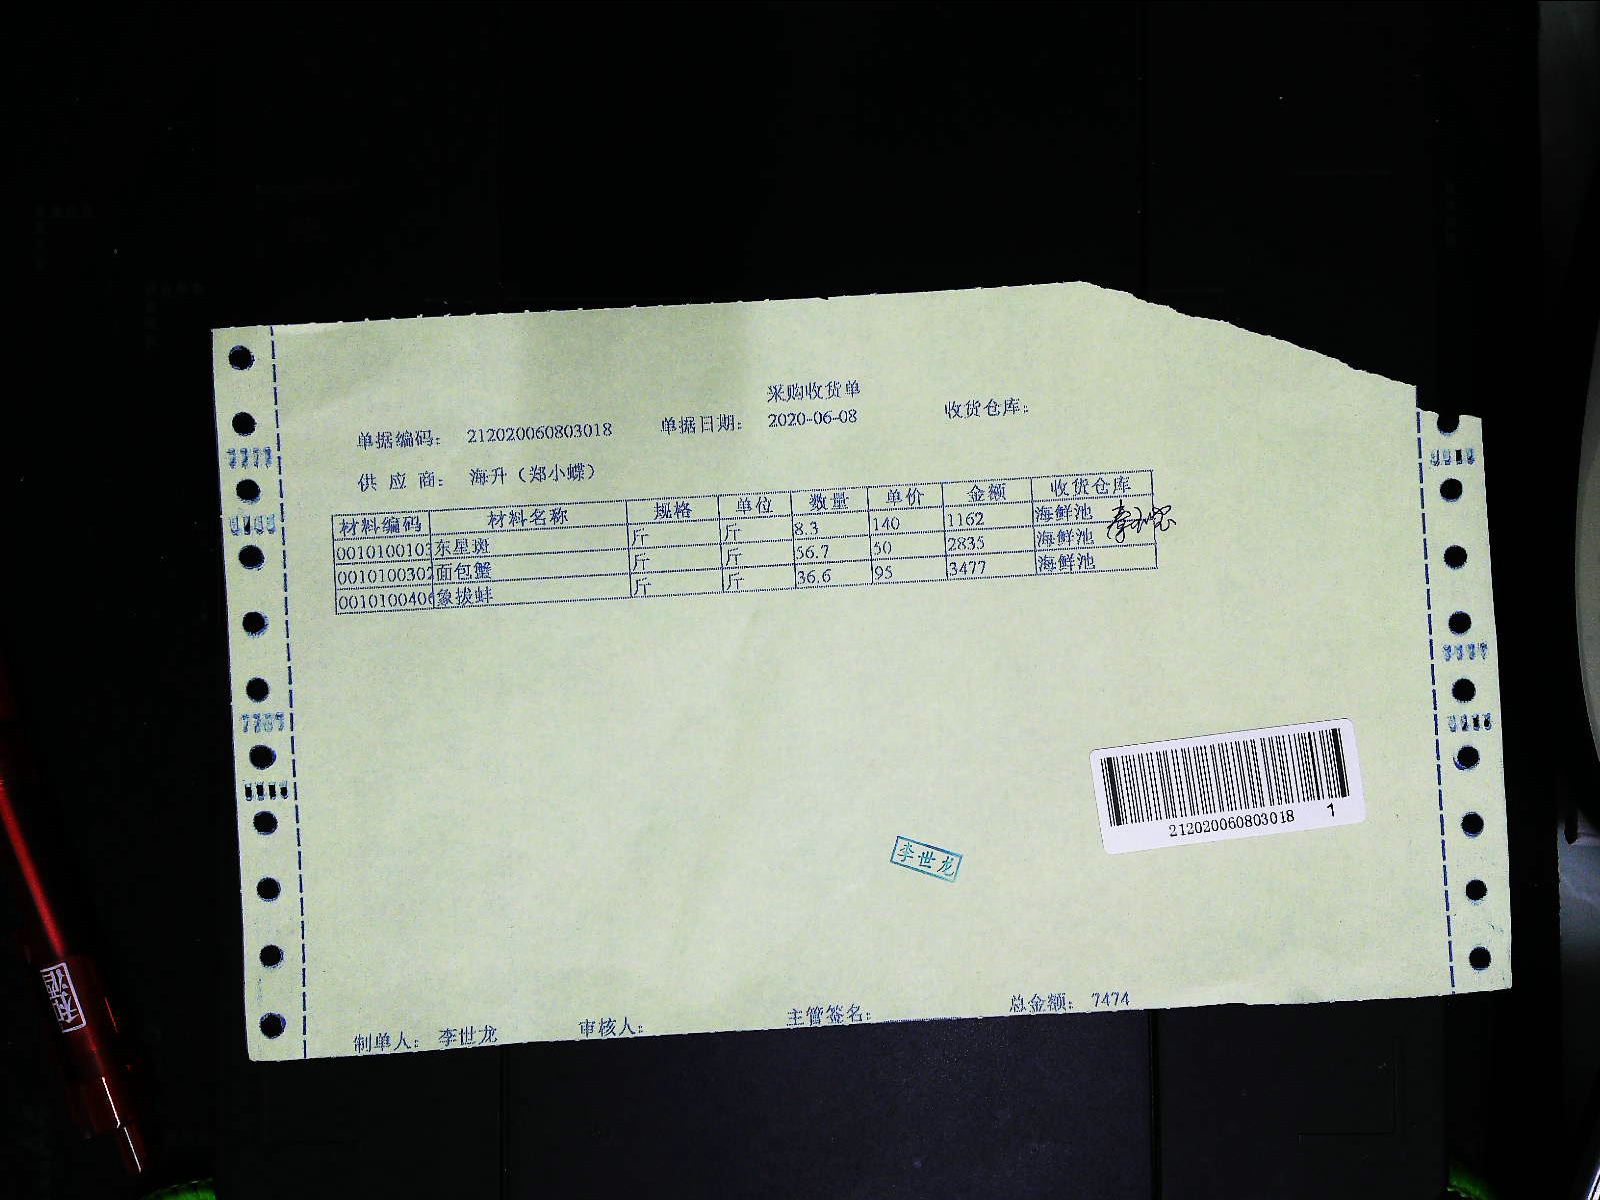 采购收货单
单据编码： 212020060803018 单据日期： 2020-06-08 收货仓库：
供 应 商： 海升（郑小蝶）
材料编码 材料名称 规格 单位 数量 单价 金额 收货仓库
0010100103 东星斑 斤 斤 8.3 140 1162 海鲜池
0010100302 面包蟹 斤 斤 56.7 50 2835 海鲜池
0010100406 象拔蚌 斤 斤 36.6 95 3477 海鲜池
212020060803018 1
李世龙
制单人： 李世龙 审核人： 主管签名： 总金额： 7474